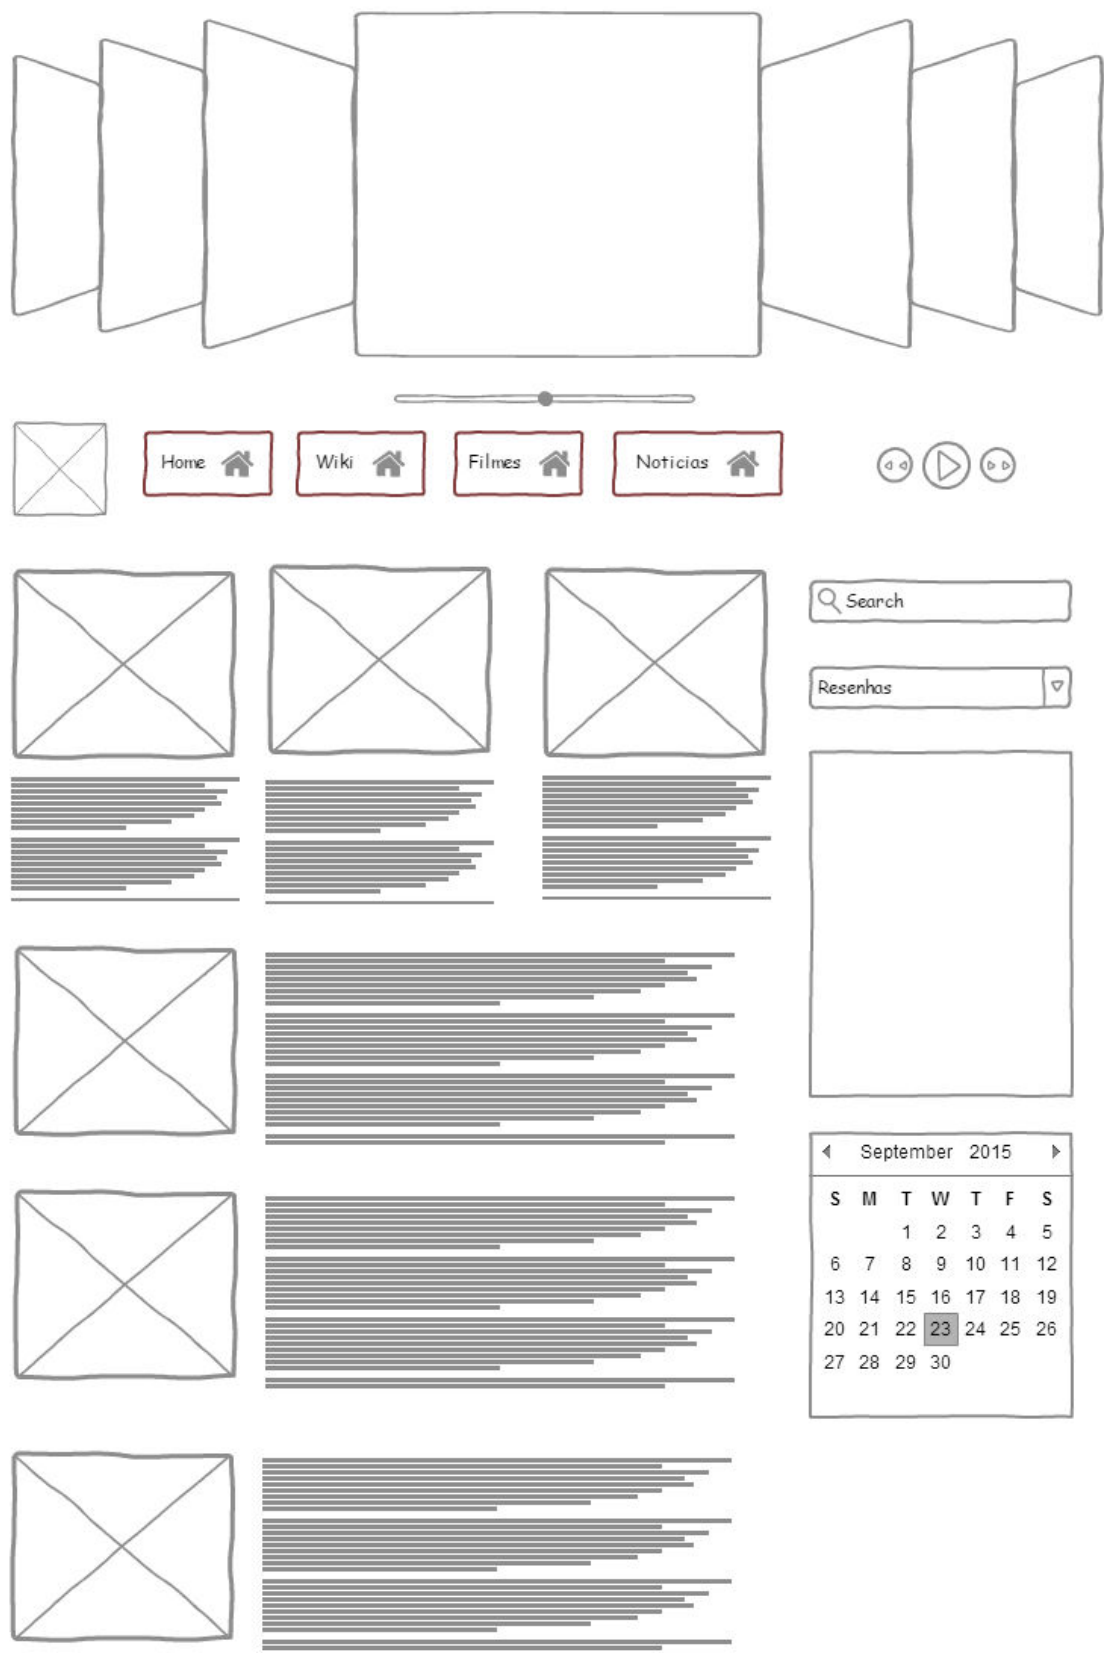 Home Wiki Filmes Noticias
Search
Resenhas
September 2015
S M T W T F S
1 2 3 4 5
6 7 8 9 10 11 12
13 14 15 16 17 18 19
20 21 22 23 24 25 26
27 28 29 30